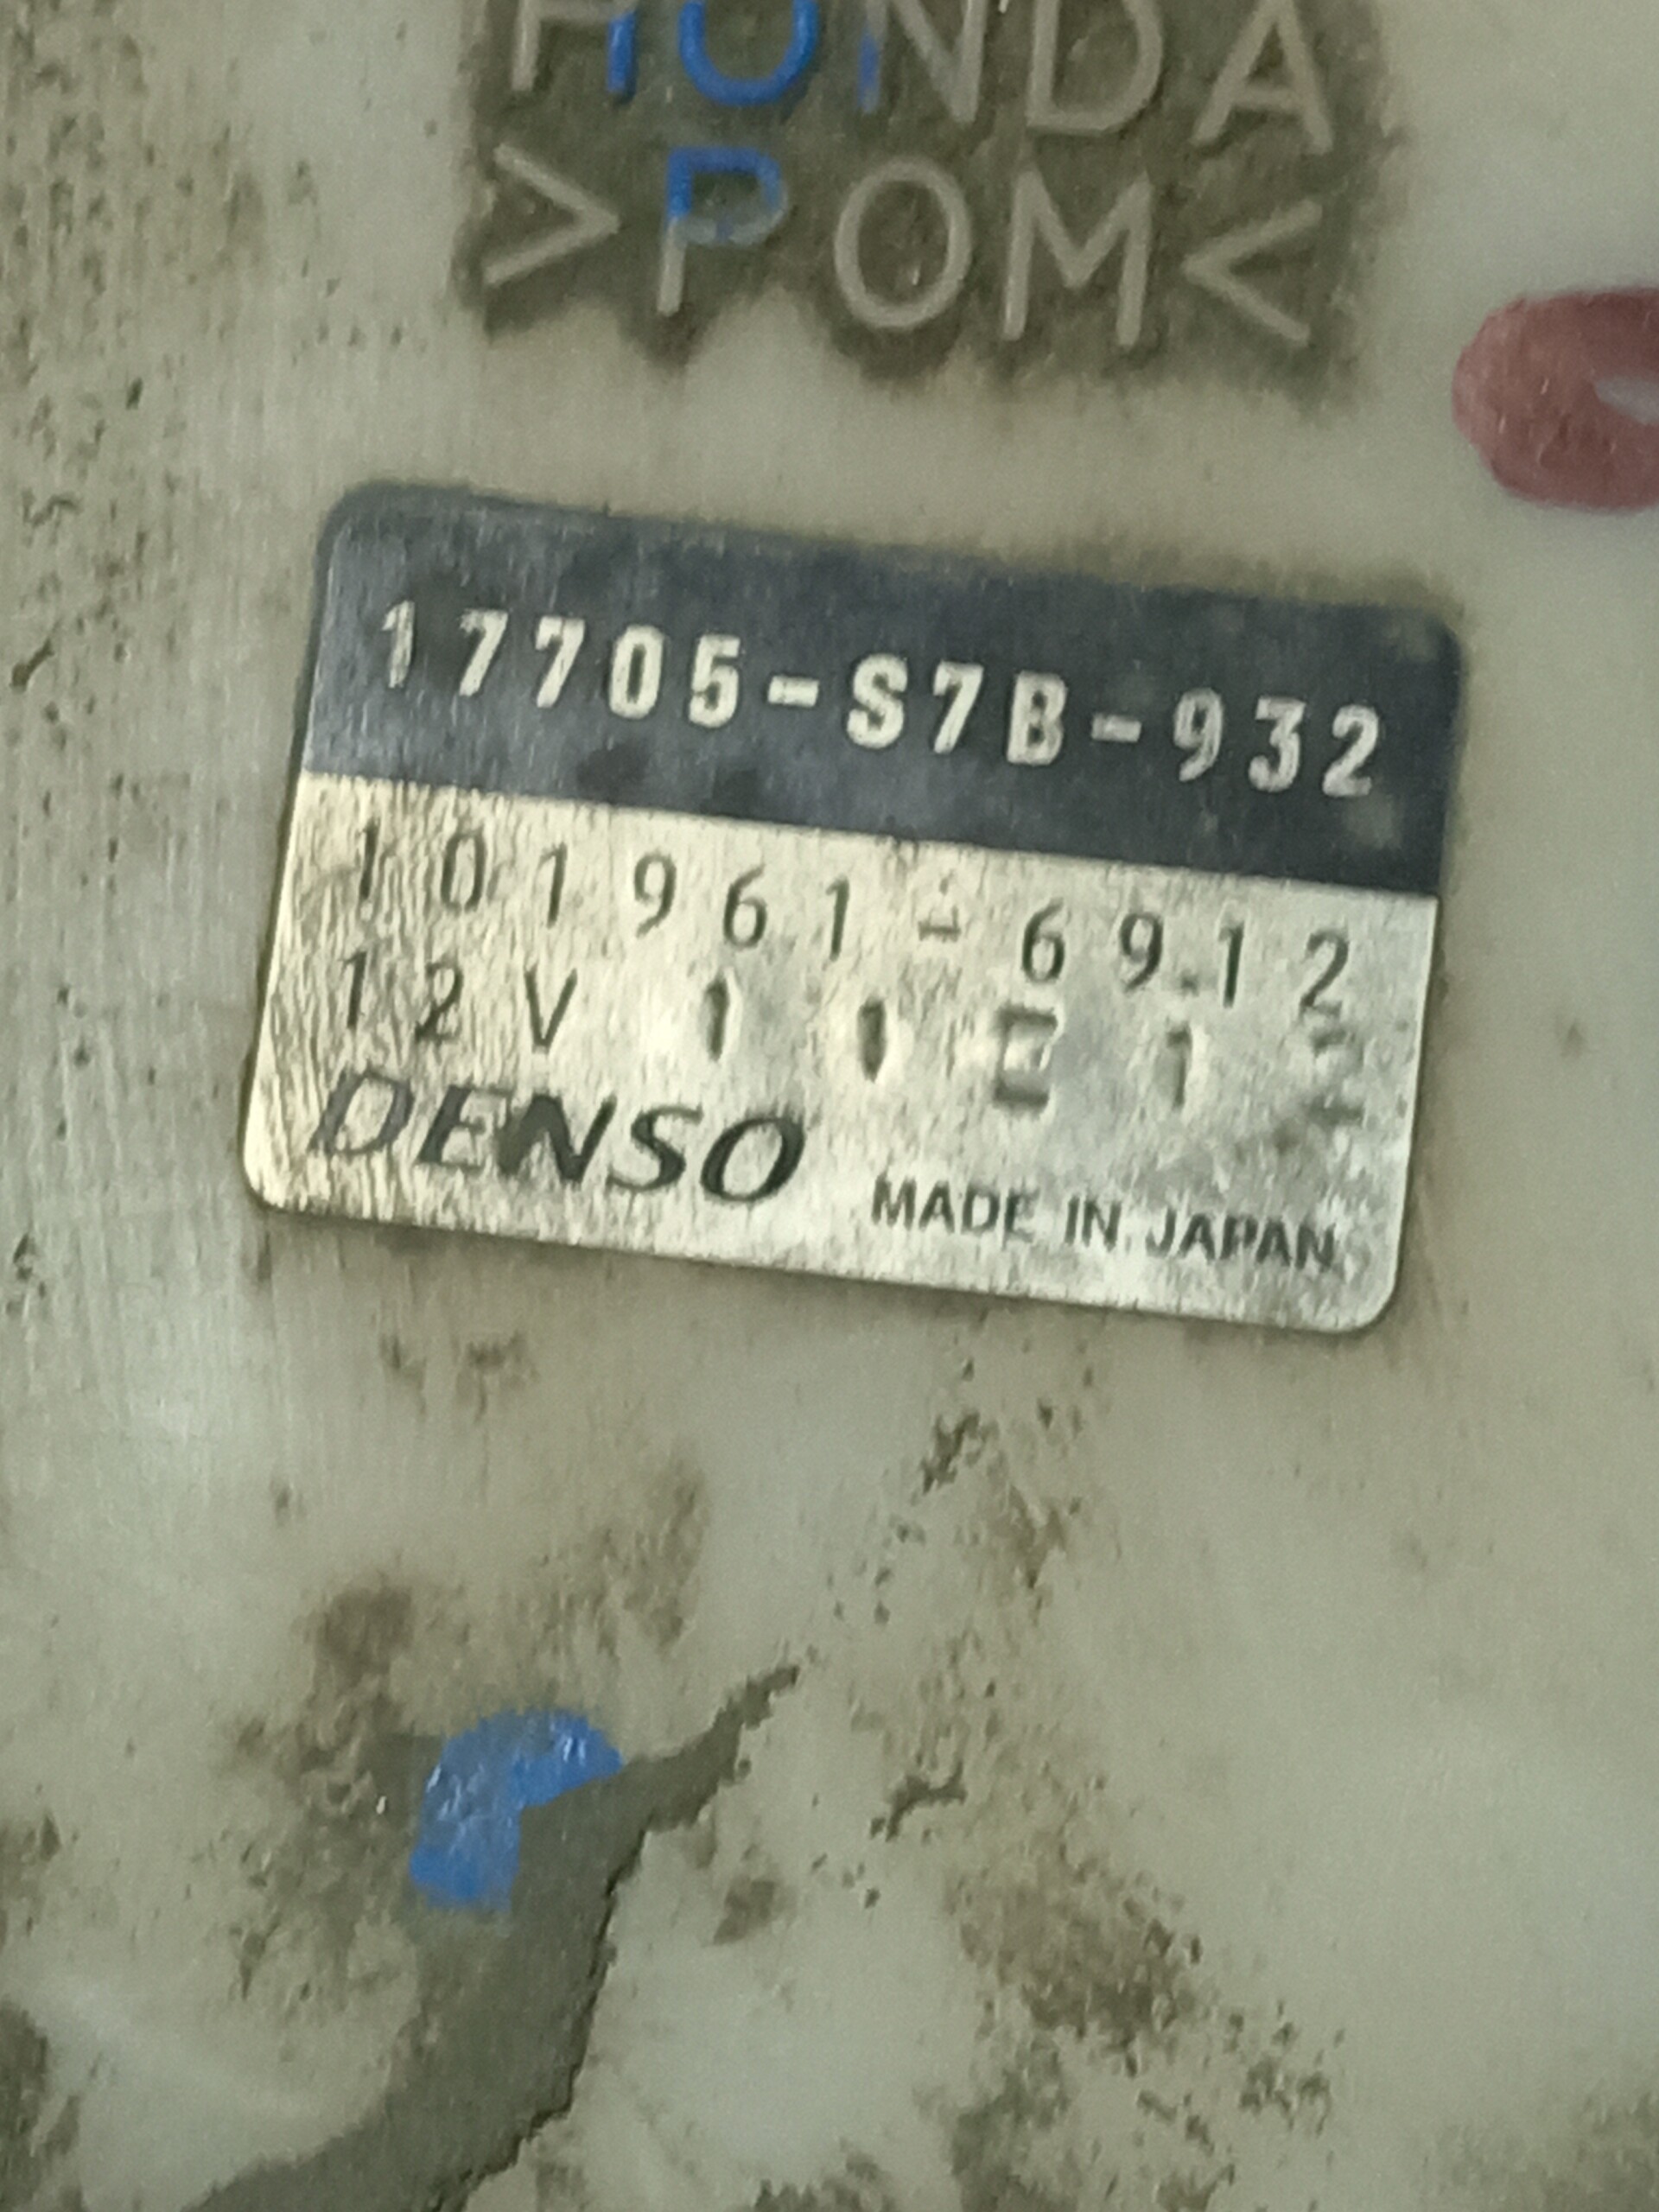 HONDA
>POM<
17705-S7B-932
101961-6912
12V
DENSO MADE IN JAPAN